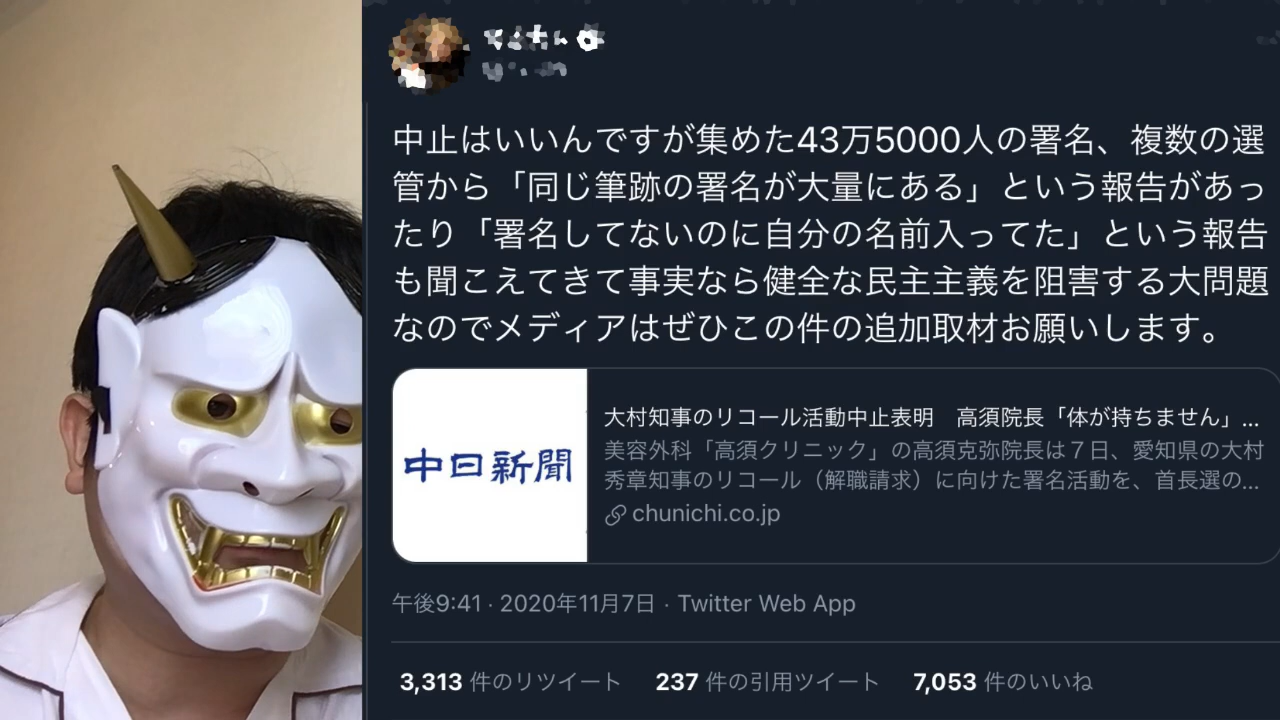 中止はいいんですが集めた43万5000人の署名、複数の選
管から「同じ筆跡の署名が大量にある」という報告があっ
たり「署名してないのに自分の名前入ってた」という報告
も聞こえてきて事実なら健全な民主主義を阻害する大問題
なのでメディアはぜひこの件の追加取材お願いします。
中日新聞
大村知事のリコール活動中止表明　高須院長「体が持ちません」...
美容外科「高須クリニック」の高須克弥院長は７日、愛知県の大村
秀章知事のリコール（解職請求）に向けた署名活動を、首長選の...
chunichi.co.jp
午後9:41 · 2020年11月7日 · Twitter Web App
3,313 件のリツイート 237 件の引用ツイート 7,053 件のいいね